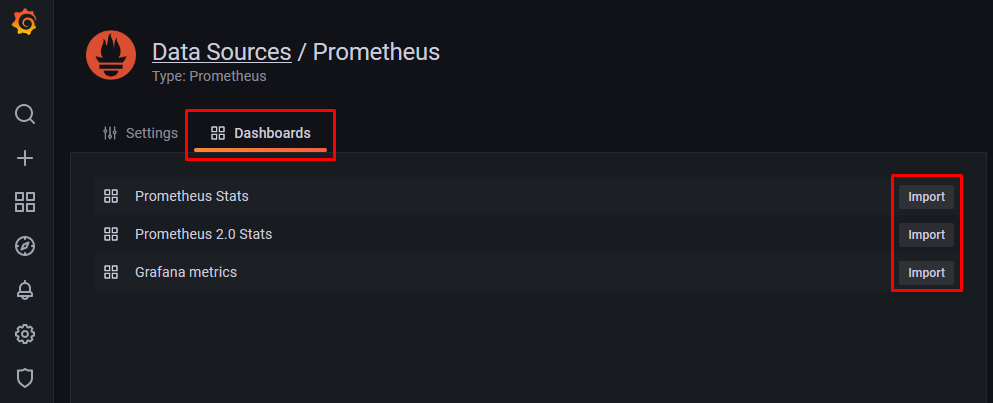 Data Sources / Prometheus
Type: Prometheus
Settings Dashboards
Prometheus Stats Import
Prometheus 2.0 Stats Import
Grafana metrics Import